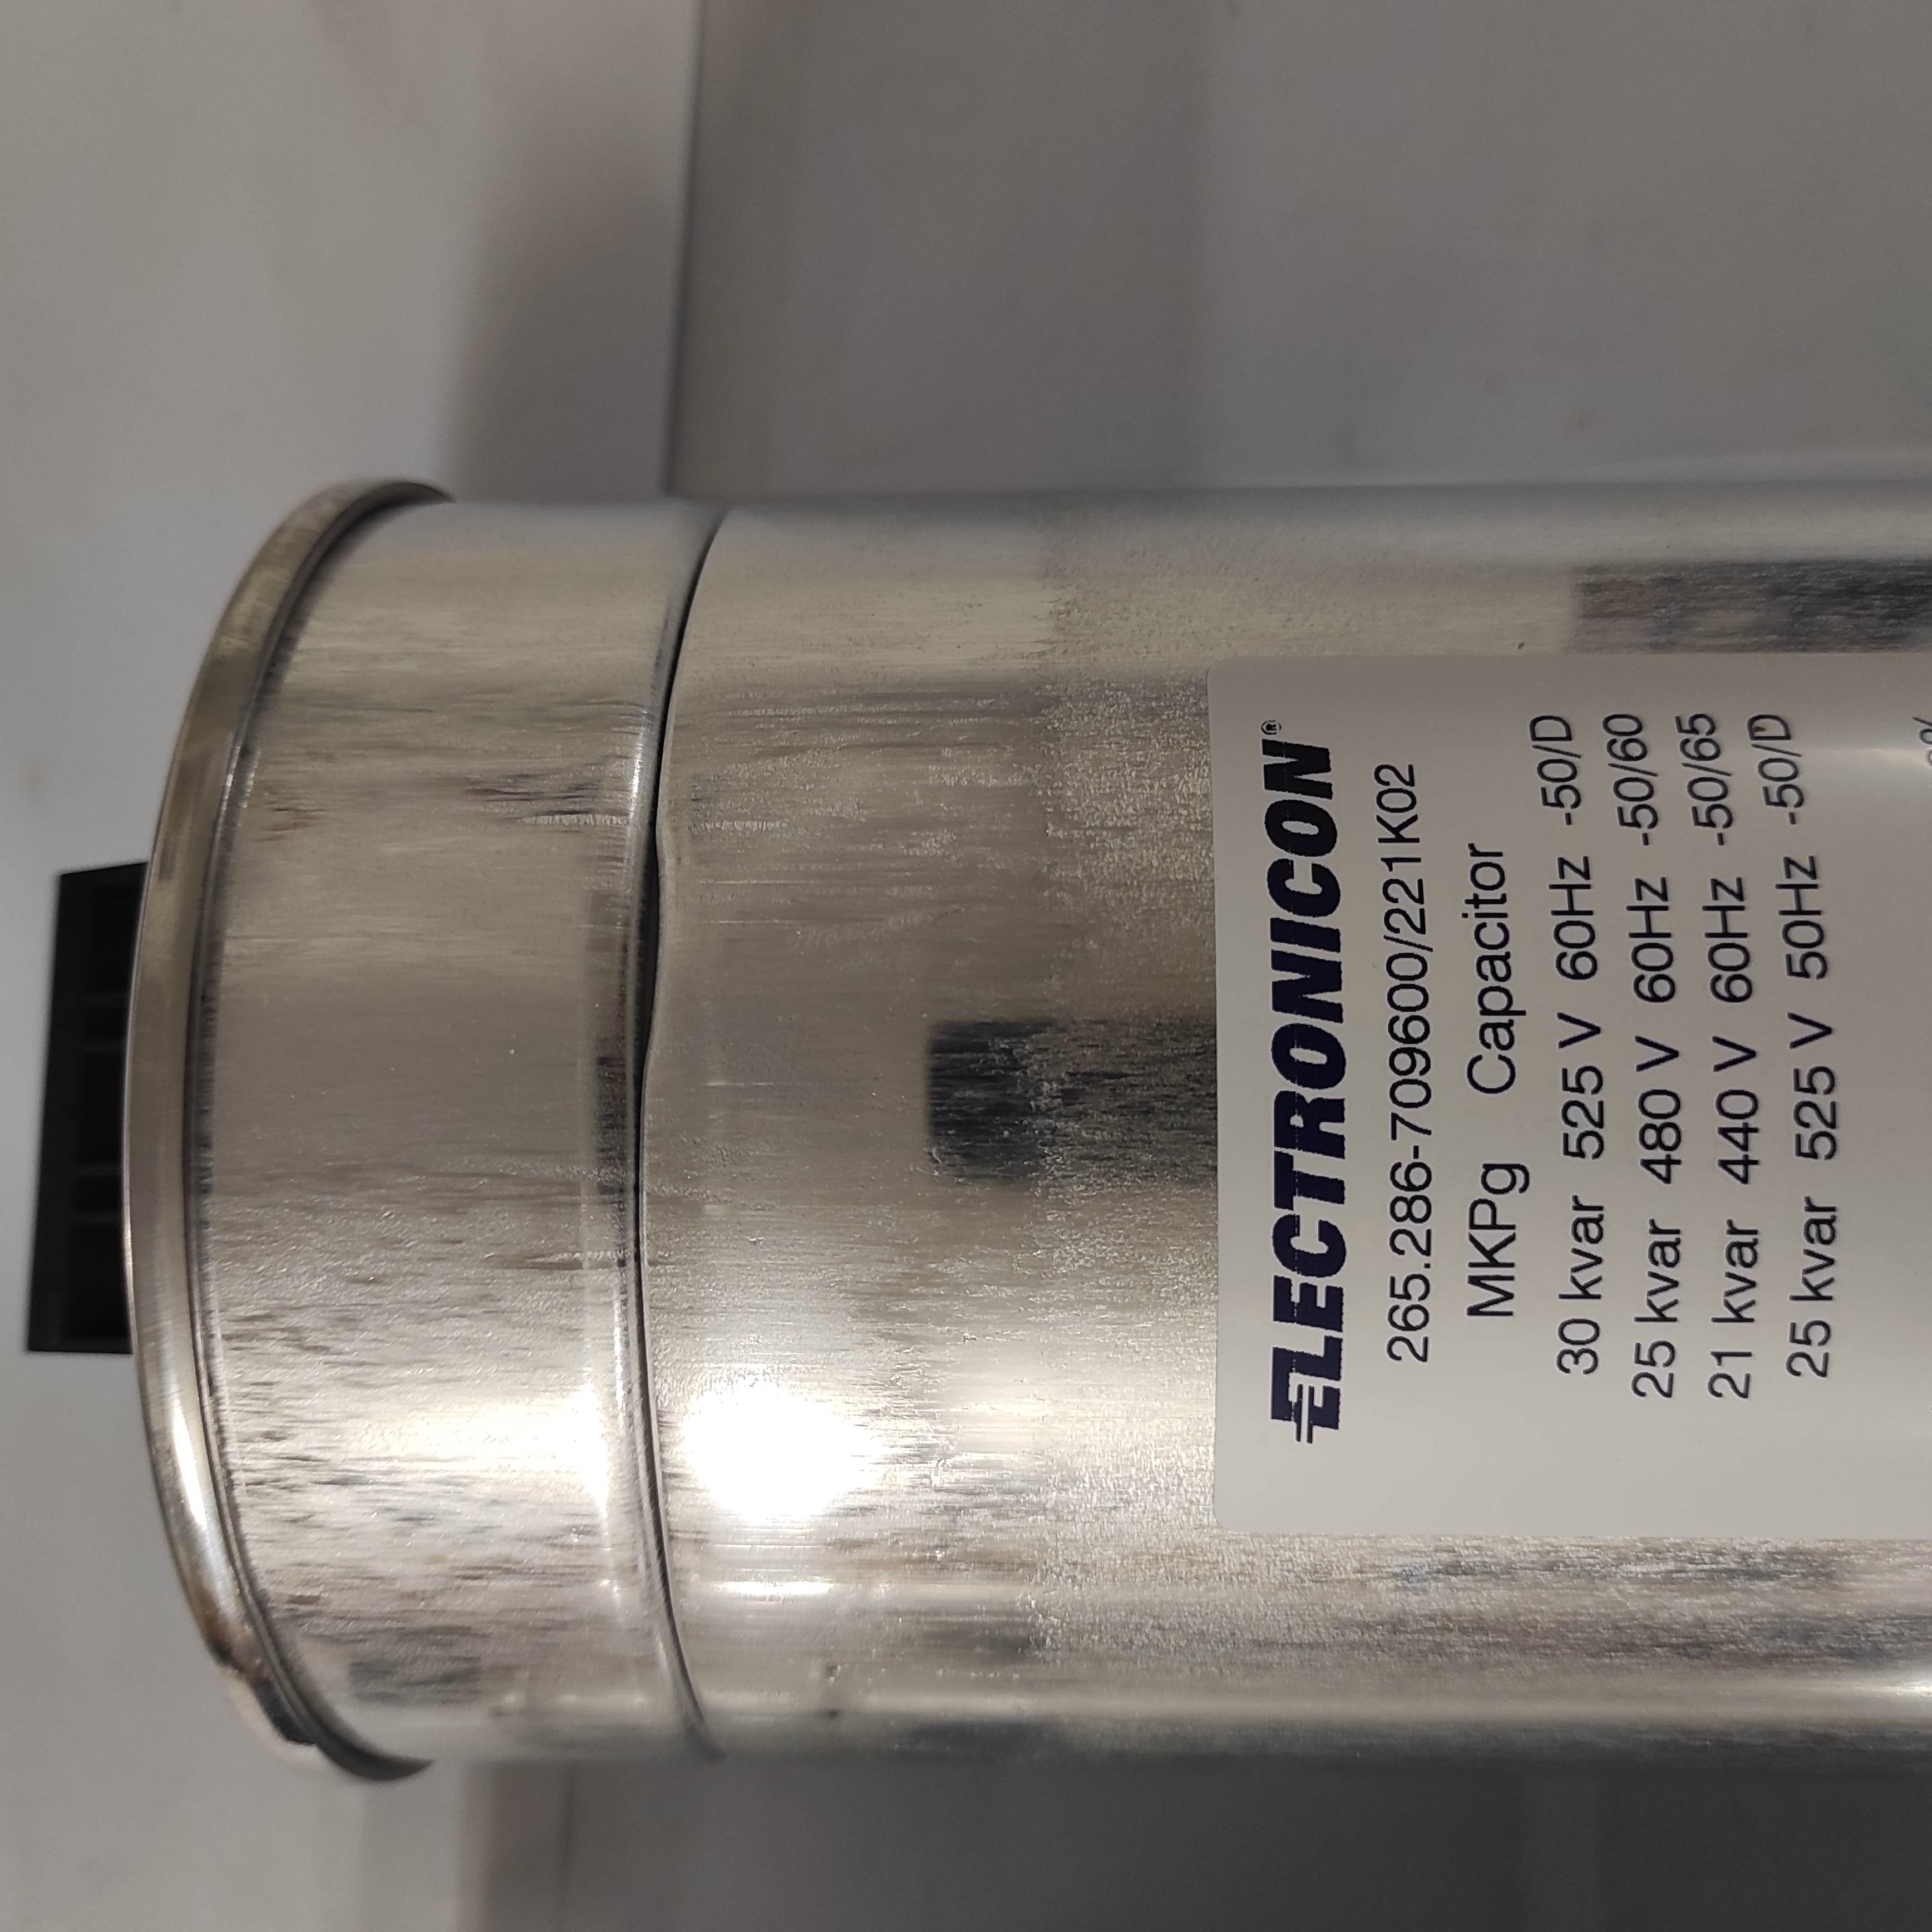 ELECTRONICON®
265.286-709600/221K02
MKPg Capacitor
30 kvar 525 V 60Hz -50/D
25 kvar 480 V 60Hz -50/60
21 kvar 440 V 60Hz -50/65
25 kvar 525 V 50Hz -50/D